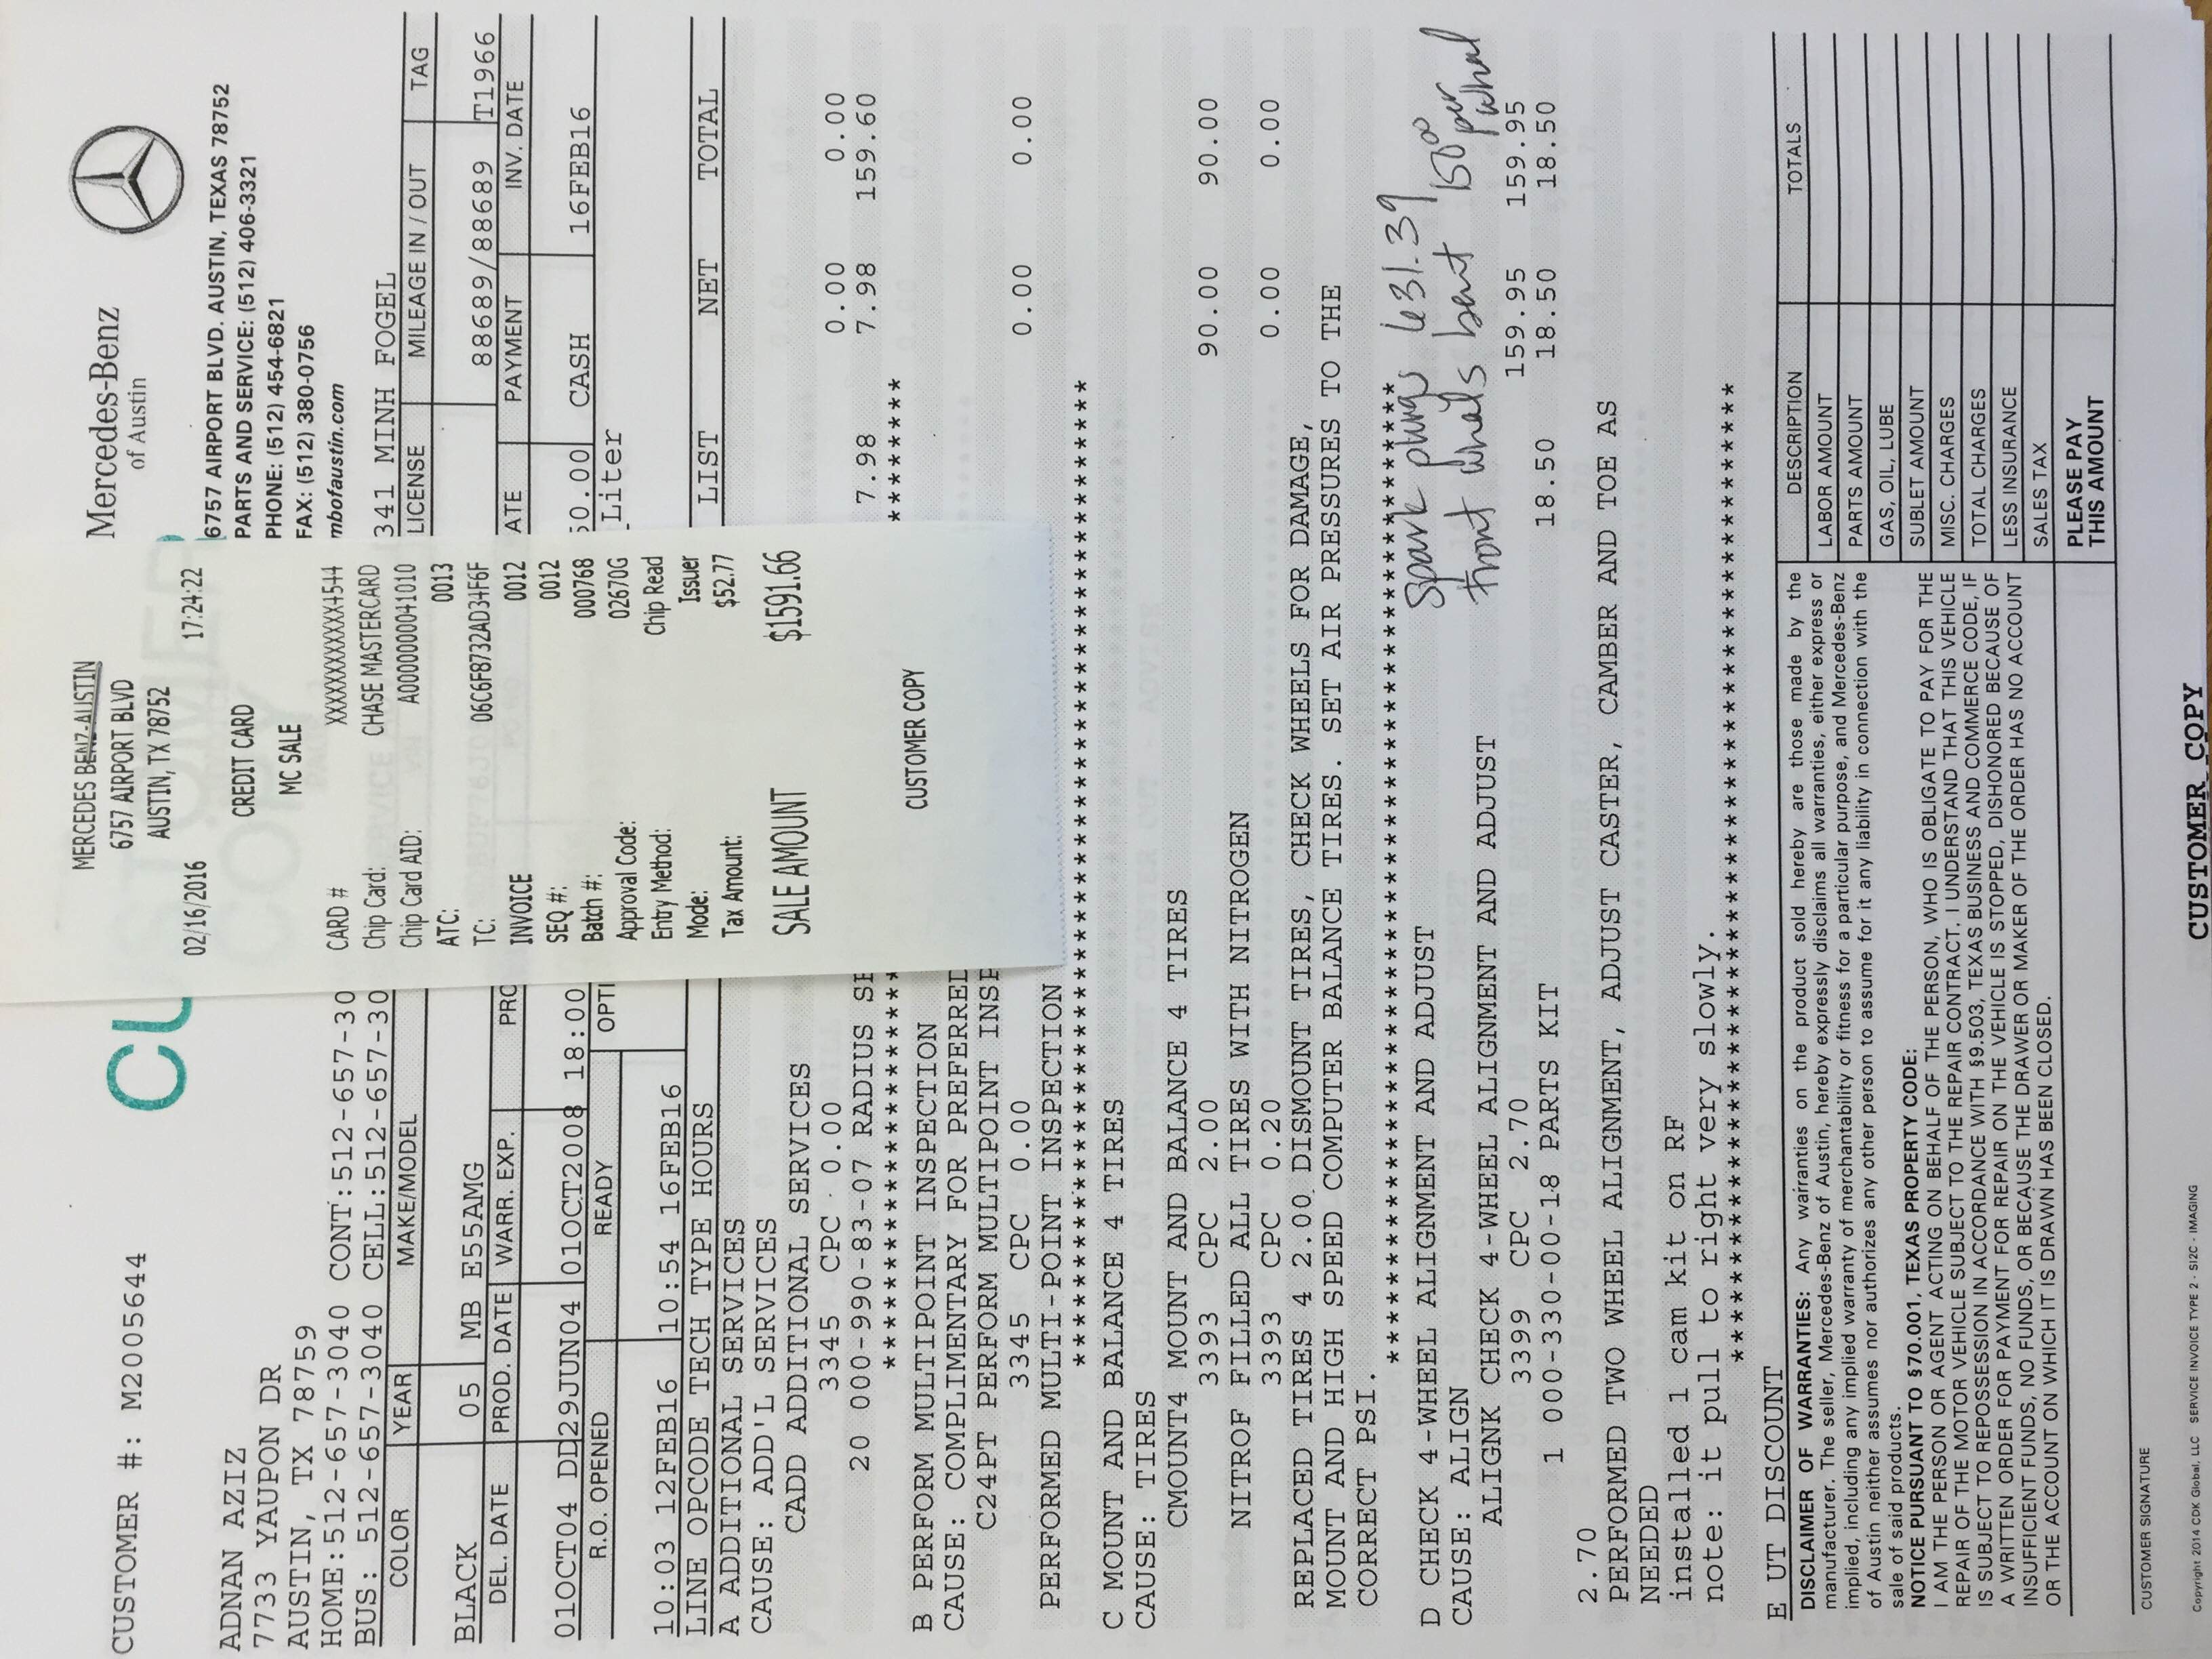 MERCEDES BENZ-AUSTIN
6757 AIRPORT BLVD
AUSTIN, TX 78752
02/16/2016 17:24:22
CREDIT CARD
MC SALE
CARD # XXXXXXXXXXXX4544
Chip Card: CHASE MASTERCARD
Chip Card AID: A0000000041010
ATC: 0013
TC: 06C6F8732AD34F6F
INVOICE 0012
SEQ #: 0012
Batch #: 000768
Approval Code: 02670G
Entry Method: Chip Read
Mode: Issuer
Tax Amount: $52.77
SALE AMOUNT $1591.66
CUSTOMER COPY
Mercedes-Benz
of Austin
6757 AIRPORT BLVD. AUSTIN, TEXAS 78752
PARTS AND SERVICE: (512) 406-3321
PHONE: (512) 454-6821
FAX: (512) 380-0756
mbofaustin.com
CUSTOMER #: M2005644
CU
ADNAN AZIZ
7733 YAUPON DR
AUSTIN, TX 78759
HOME:512-657-3040 CONT:512-657-30
BUS: 512-657-3040 CELL:512-657-30
341 MINH FOGEL
COLOR YEAR MAKE/MODEL LICENSE MILEAGE IN / OUT TAG
BLACK 05 MB E55AMG 88689/88689 T1966
DEL. DATE PROD. DATE WARR. EXP. PRO ATE PAYMENT INV. DATE
01OCT04 DD 29JUN04 01OCT2008 18:00 50.00 CASH 16FEB16
R.O. OPENED READY OPTI Liter
10:03 12FEB16 10:54 16FEB16
LINE OPCODE TECH TYPE HOURS LIST NET TOTAL
A ADDITIONAL SERVICES
CAUSE: ADD'L SERVICES
CADD ADDITIONAL SERVICES
3345 CPC 0.00 0.00 0.00
20 000-990-83-07 RADIUS SE 7.98 7.98 159.60
****************************
B PERFORM MULTIPOINT INSPECTION
CAUSE: COMPLIMENTARY FOR PREFERRED
C24PT PERFORM MULTIPOINT INSP
3345 CPC 0.00 0.00 0.00
PERFORMED MULTI-POINT INSPECTION
**************************************************
C MOUNT AND BALANCE 4 TIRES
CAUSE: TIRES
CMOUNT4 MOUNT AND BALANCE 4 TIRES
3393 CPC 2.00 90.00 90.00
NITROF FILLED ALL TIRES WITH NITROGEN
3393 CPC 0.20 0.00 0.00
REPLACED TIRES 4 2.00 DISMOUNT TIRES, CHECK WHEELS FOR DAMAGE,
MOUNT AND HIGH SPEED COMPUTER BALANCE TIRES. SET AIR PRESSURES TO THE
CORRECT PSI.
**************************************************
Spark plugs 631.39
front wheels bent 150.00 per wheel
D CHECK 4-WHEEL ALIGNMENT AND ADJUST
CAUSE: ALIGN
ALIGNK CHECK 4-WHEEL ALIGNMENT AND ADJUST
3399 CPC 2.70 159.95 159.95
1 000-330-00-18 PARTS KIT 18.50 18.50 18.50
2.70
PERFORMED TWO WHEEL ALIGNMENT, ADJUST CASTER, CAMBER AND TOE AS
NEEDED
installed 1 cam kit on RF
note: it pull to right very slowly.
**************************************************
E UT DISCOUNT
DISCLAIMER OF WARRANTIES: Any warranties on the product sold hereby are those made by the
manufacturer. The seller, Mercedes-Benz of Austin, hereby expressly disclaims all warranties, either express or
implied, including any implied warranty of merchantability or fitness for a particular purpose, and Mercedes-Benz
of Austin neither assumes nor authorizes any other person to assume for it any liability in connection with the
sale of said products.
NOTICE PURSUANT TO §70.001, TEXAS PROPERTY CODE:
I AM THE PERSON OR AGENT ACTING ON BEHALF OF THE PERSON, WHO IS OBLIGATE TO PAY FOR THE
REPAIR OF THE MOTOR VEHICLE SUBJECT TO THE REPAIR CONTRACT. I UNDERSTAND THAT THIS VEHICLE
IS SUBJECT TO REPOSSESSION IN ACCORDANCE WITH §9.503, TEXAS BUSINESS AND COMMERCE CODE, IF
A WRITTEN ORDER FOR PAYMENT FOR REPAIR ON THE VEHICLE IS STOPPED, DISHONORED BECAUSE OF
INSUFFICIENT FUNDS, NO FUNDS, OR BECAUSE THE DRAWER OR MAKER OF THE ORDER HAS NO ACCOUNT
OR THE ACCOUNT ON WHICH IT IS DRAWN HAS BEEN CLOSED.
DESCRIPTION TOTALS
LABOR AMOUNT
PARTS AMOUNT
GAS, OIL, LUBE
SUBLET AMOUNT
MISC. CHARGES
TOTAL CHARGES
LESS INSURANCE
SALES TAX
PLEASE PAY
THIS AMOUNT
CUSTOMER SIGNATURE
Copyright 2014 CDK Global, LLC SERVICE INVOICE TYPE 2 - SI2C - IMAGING
CUSTOMER COPY